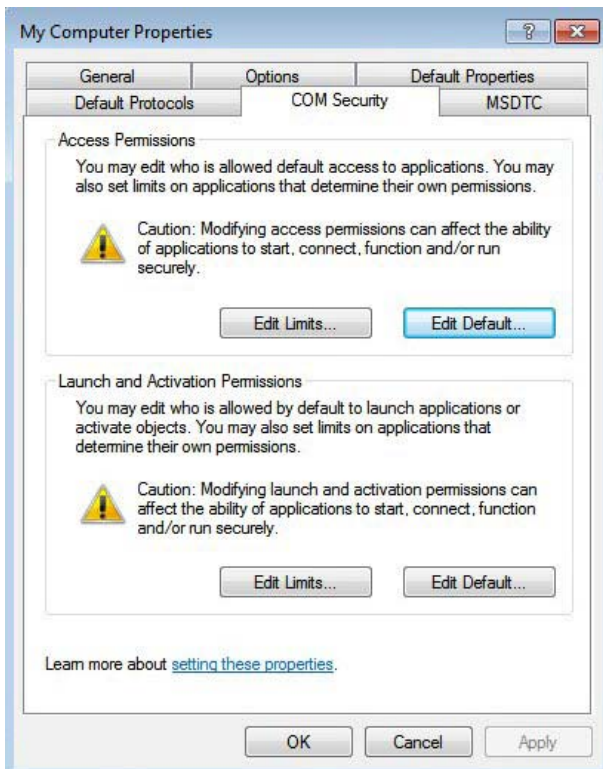 My Computer Properties
General Options Default Properties
Default Protocols COM Security MSDTC
Access Permissions
You may edit who is allowed default access to applications. You may
also set limits on applications that determine their own permissions.
Caution: Modifying access permissions can affect the ability
of applications to start, connect, function and/or run
securely.
Edit Limits... Edit Default...
Launch and Activation Permissions
You may edit who is allowed by default to launch applications or
activate objects. You may also set limits on applications that
determine their own permissions.
Caution: Modifying launch and activation permissions can
affect the ability of applications to start, connect, function
and/or run securely.
Edit Limits... Edit Default...
Learn more about setting these properties.
OK Cancel Apply